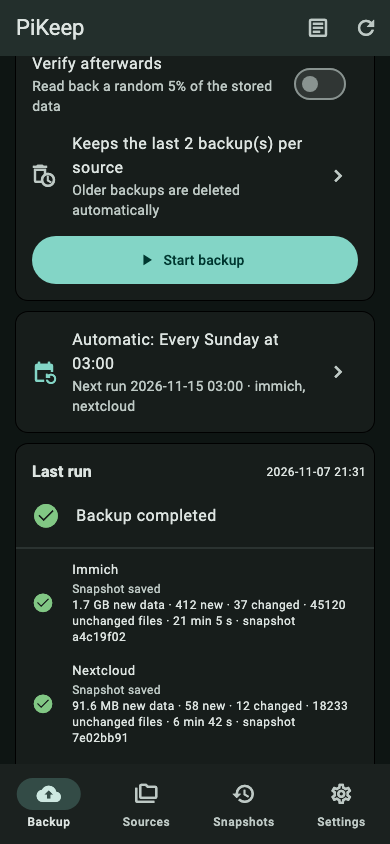 PiKeep
Verify afterwards
Read back a random 5% of the stored
data
Keeps the last 2 backup(s) per
source
Older backups are deleted
automatically
Start backup
Automatic: Every Sunday at
03:00
Next run 2026-11-15 03:00 · immich,
nextcloud
Last run
2026-11-07 21:31
Backup completed
Immich
Snapshot saved
1.7 GB new data · 412 new · 37 changed · 45120
unchanged files · 21 min 5 s · snapshot
a4c19f02
Nextcloud
Snapshot saved
91.6 MB new data · 58 new · 12 changed · 18233
unchanged files · 6 min 42 s · snapshot
7e02bb91
Backup
Sources
Snapshots
Settings